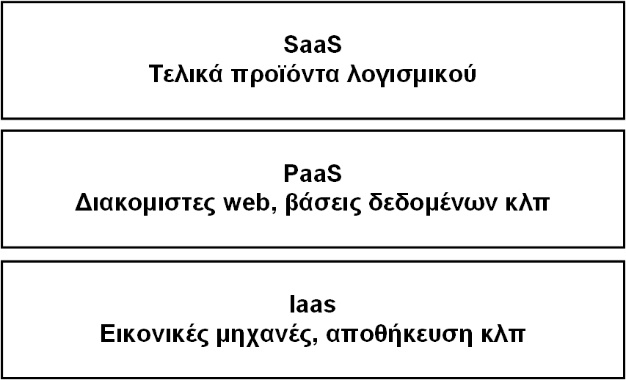 SaaS
Τελικά προϊόντα λογισμικού
PaaS
Διακομιστες web, βάσεις δεδομένων κλπ
Iaas
Εικονικές μηχανές, αποθήκευση κλπ